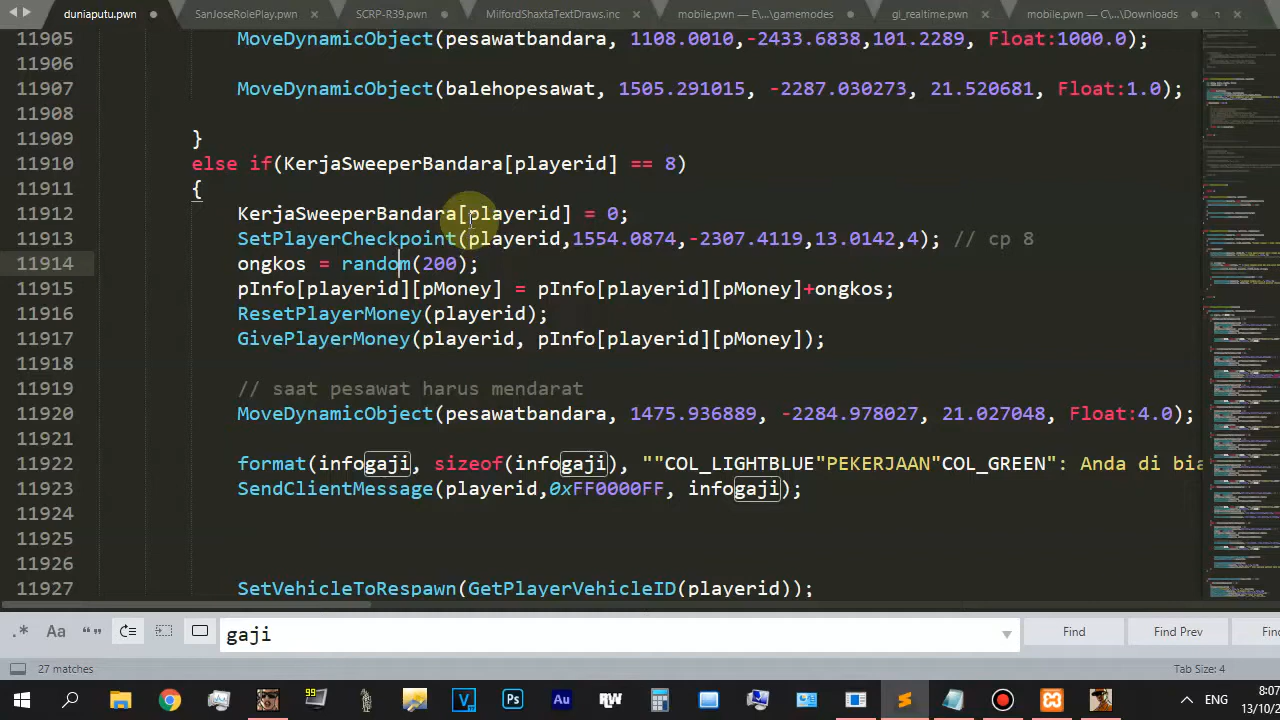 duniaputu.pwn SanJoseRolePlay.pwn SCRP-R39.pwn MilfordShaxtaTextDraws.inc mobile.pwn — E\...\gamemodes gl_realtime.pwn mobile.pwn — C\...\Downloads
11905 MoveDynamicObject(pesawatbandara, 1108.0010,-2433.6838,101.2289, Float:1000.0);
11906
11907 MoveDynamicObject(balehopesawat, 1505.291015, -2287.030273, 21.520681, Float:1.0);
11908
11909 }
11910 else if(KerjaSweeperBandara[playerid] == 8)
11911 {
11912 KerjaSweeperBandara[playerid] = 0;
11913 SetPlayerCheckpoint(playerid,1554.0874,-2307.4119,13.0142,4); // cp 8
11914 ongkos = random(200);
11915 pInfo[playerid][pMoney] = pInfo[playerid][pMoney]+ongkos;
11916 ResetPlayerMoney(playerid);
11917 GivePlayerMoney(playerid, pInfo[playerid][pMoney]);
11918
11919 // saat pesawat harus mendarat
11920 MoveDynamicObject(pesawatbandara, 1475.936889, -2284.978027, 21.027048, Float:4.0);
11921
11922 format(infogaji, sizeof(infogaji), ""COL_LIGHTBLUE"PEKERJAAN"COL_GREEN": Anda di bia
11923 SendClientMessage(playerid,0xFF0000FF, infogaji);
11924
11925
11926
11927 SetVehicleToRespawn(GetPlayerVehicleID(playerid));
.* Aa “” gaji Find Find Prev Fin
27 matches Tab Size: 4
99 V Ps Au RW ENG 8:07
13/10/2